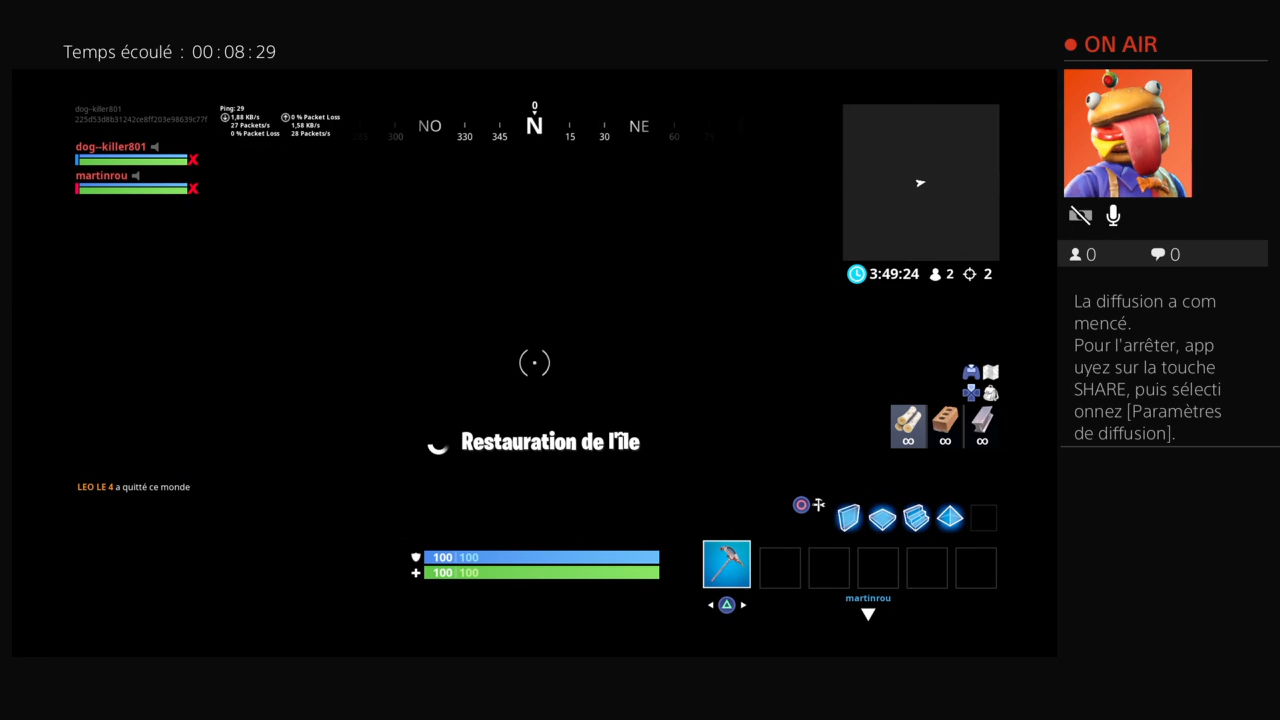 Temps écoulé : 00:08:29
ON AIR
dog--killer801
225d53d8b31242ce8ff203e98639c77f
Ping: 29
1,88 KB/s
27 Packets/s
0 % Packet Loss
0 % Packet Loss
1,58 KB/s
28 Packets/s
0
300
NO
330
345
N
15
30
NE
60
dog--killer801
martinrou
3:49:24
2
2
0
0
La diffusion a com
mencé.
Pour l'arrêter, app
uyez sur la touche
SHARE, puis sélecti
onnez [Paramètres
de diffusion].
∞
∞
∞
Restauration de l'île
LEO LE 4 a quitté ce monde
100 | 100
100 | 100
martinrou